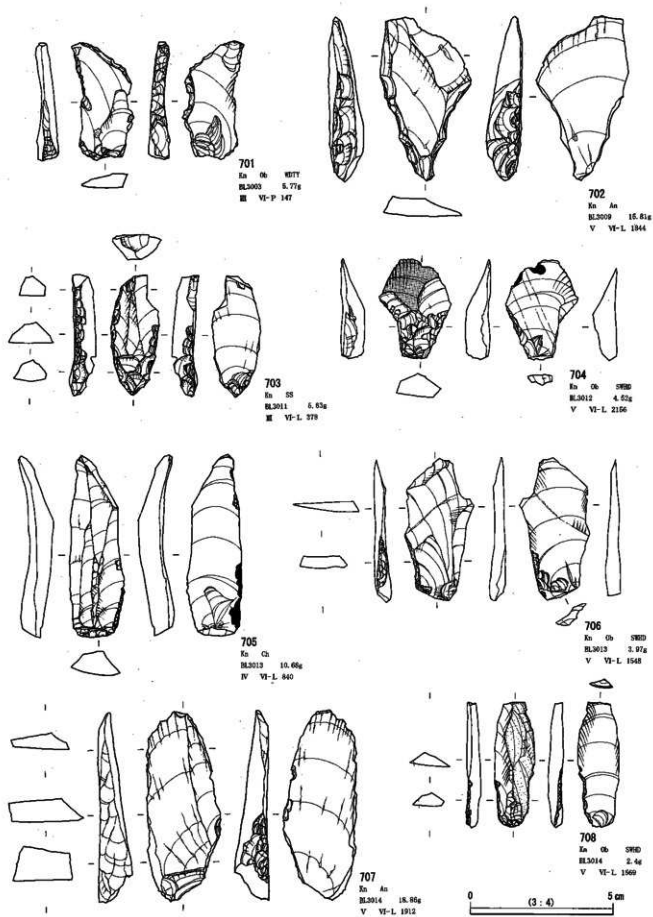 701
Kn Ob WDTY
BL3003 5.77g
Ⅲ VI-P 147
702
Kn An
BL3009 15.81g
V VI-L 1844
703
Kn SS
BL3011 5.63g
Ⅲ VI-L 378
704
Kn Ob SWHD
BL3012 4.62g
V VI-L 2156
705
Kn Ch
BL3013 10.66g
IV VI-L 840
706
Kn Ob SWHD
BL3013 3.97g
V VI-L 1548
707
Kn An
BL3014 18.86g
V VI-L 1912
708
Kn Ob SWHD
BL3014 2.4g
V VI-L 1569
0 (3 : 4) 5 cm